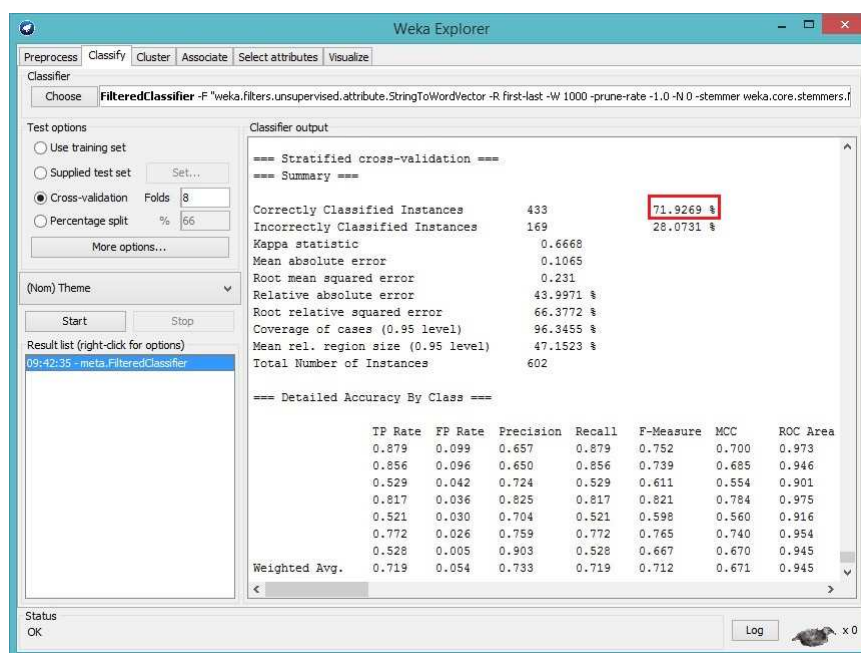 Weka Explorer
Preprocess Classify Cluster Associate Select attributes Visualize
Classifier
Choose FilteredClassifier -F "weka.filters.unsupervised.attribute.StringToWordVector -R first-last -W 1000 -prune-rate -1.0 -N 0 -stemmer weka.core.stemmers.
Test options
Use training set
Supplied test set Set...
Cross-validation Folds 8
Percentage split % 66
More options...
(Nom) Theme
Start Stop
Result list (right-click for options)
09:42:35 - meta.FilteredClassifier
Classifier output
=== Stratified cross-validation ===
=== Summary ===
Correctly Classified Instances 433 71.9269 %
Incorrectly Classified Instances 169 28.0731 %
Kappa statistic 0.6668
Mean absolute error 0.1065
Root mean squared error 0.231
Relative absolute error 43.9971 %
Root relative squared error 66.3772 %
Coverage of cases (0.95 level) 96.3455 %
Mean rel. region size (0.95 level) 47.1523 %
Total Number of Instances 602
=== Detailed Accuracy By Class ===
TP Rate FP Rate Precision Recall F-Measure MCC ROC Area
0.879 0.099 0.657 0.879 0.752 0.700 0.973
0.856 0.096 0.650 0.856 0.739 0.685 0.946
0.529 0.042 0.724 0.529 0.611 0.554 0.901
0.817 0.036 0.825 0.817 0.821 0.784 0.975
0.521 0.030 0.704 0.521 0.598 0.560 0.916
0.772 0.026 0.759 0.772 0.765 0.740 0.954
0.528 0.005 0.903 0.528 0.667 0.670 0.945
Weighted Avg. 0.719 0.054 0.733 0.719 0.712 0.671 0.945
Status
OK
Log x 0